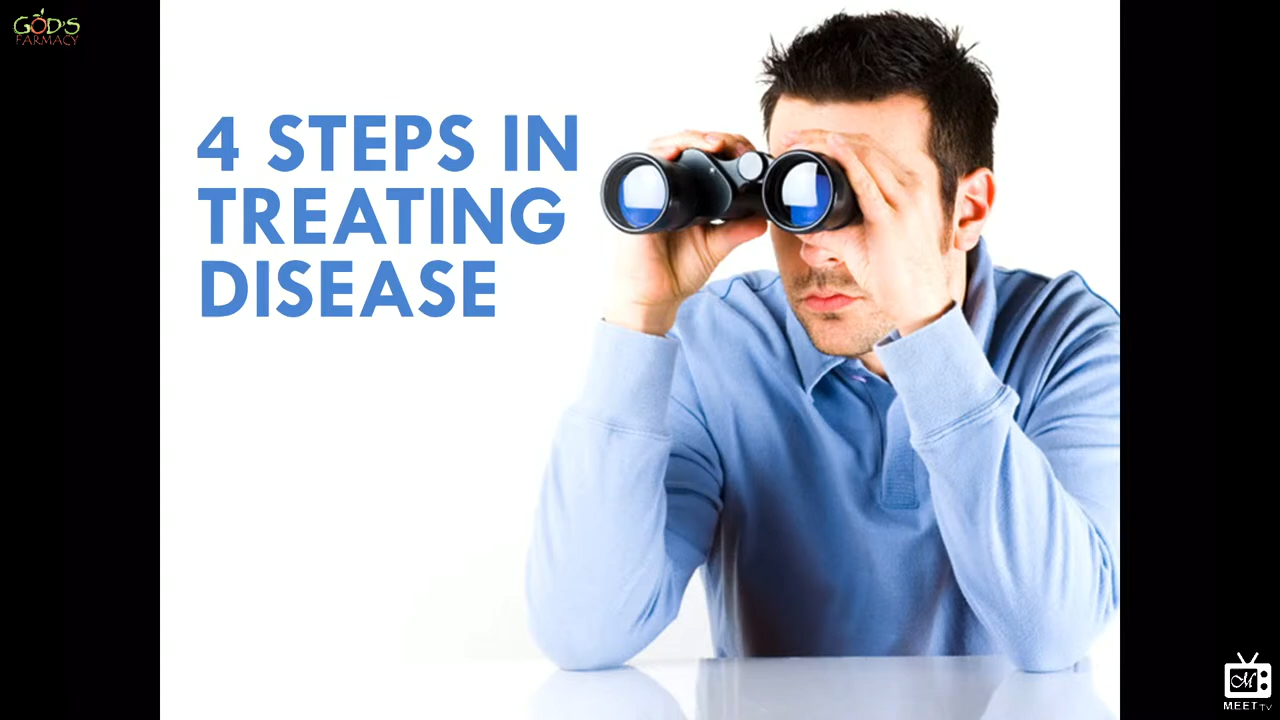 GOD'S
FARMACY
4 STEPS IN
TREATING
DISEASE
M
MEET TV